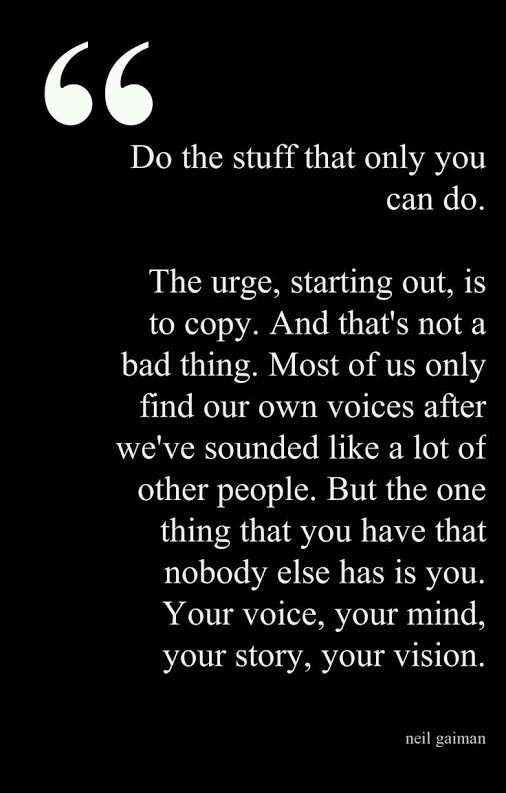 “
Do the stuff that only you
can do.
The urge, starting out, is
to copy. And that's not a
bad thing. Most of us only
find our own voices after
we've sounded like a lot of
other people. But the one
thing that you have that
nobody else has is you.
Your voice, your mind,
your story, your vision.
neil gaiman